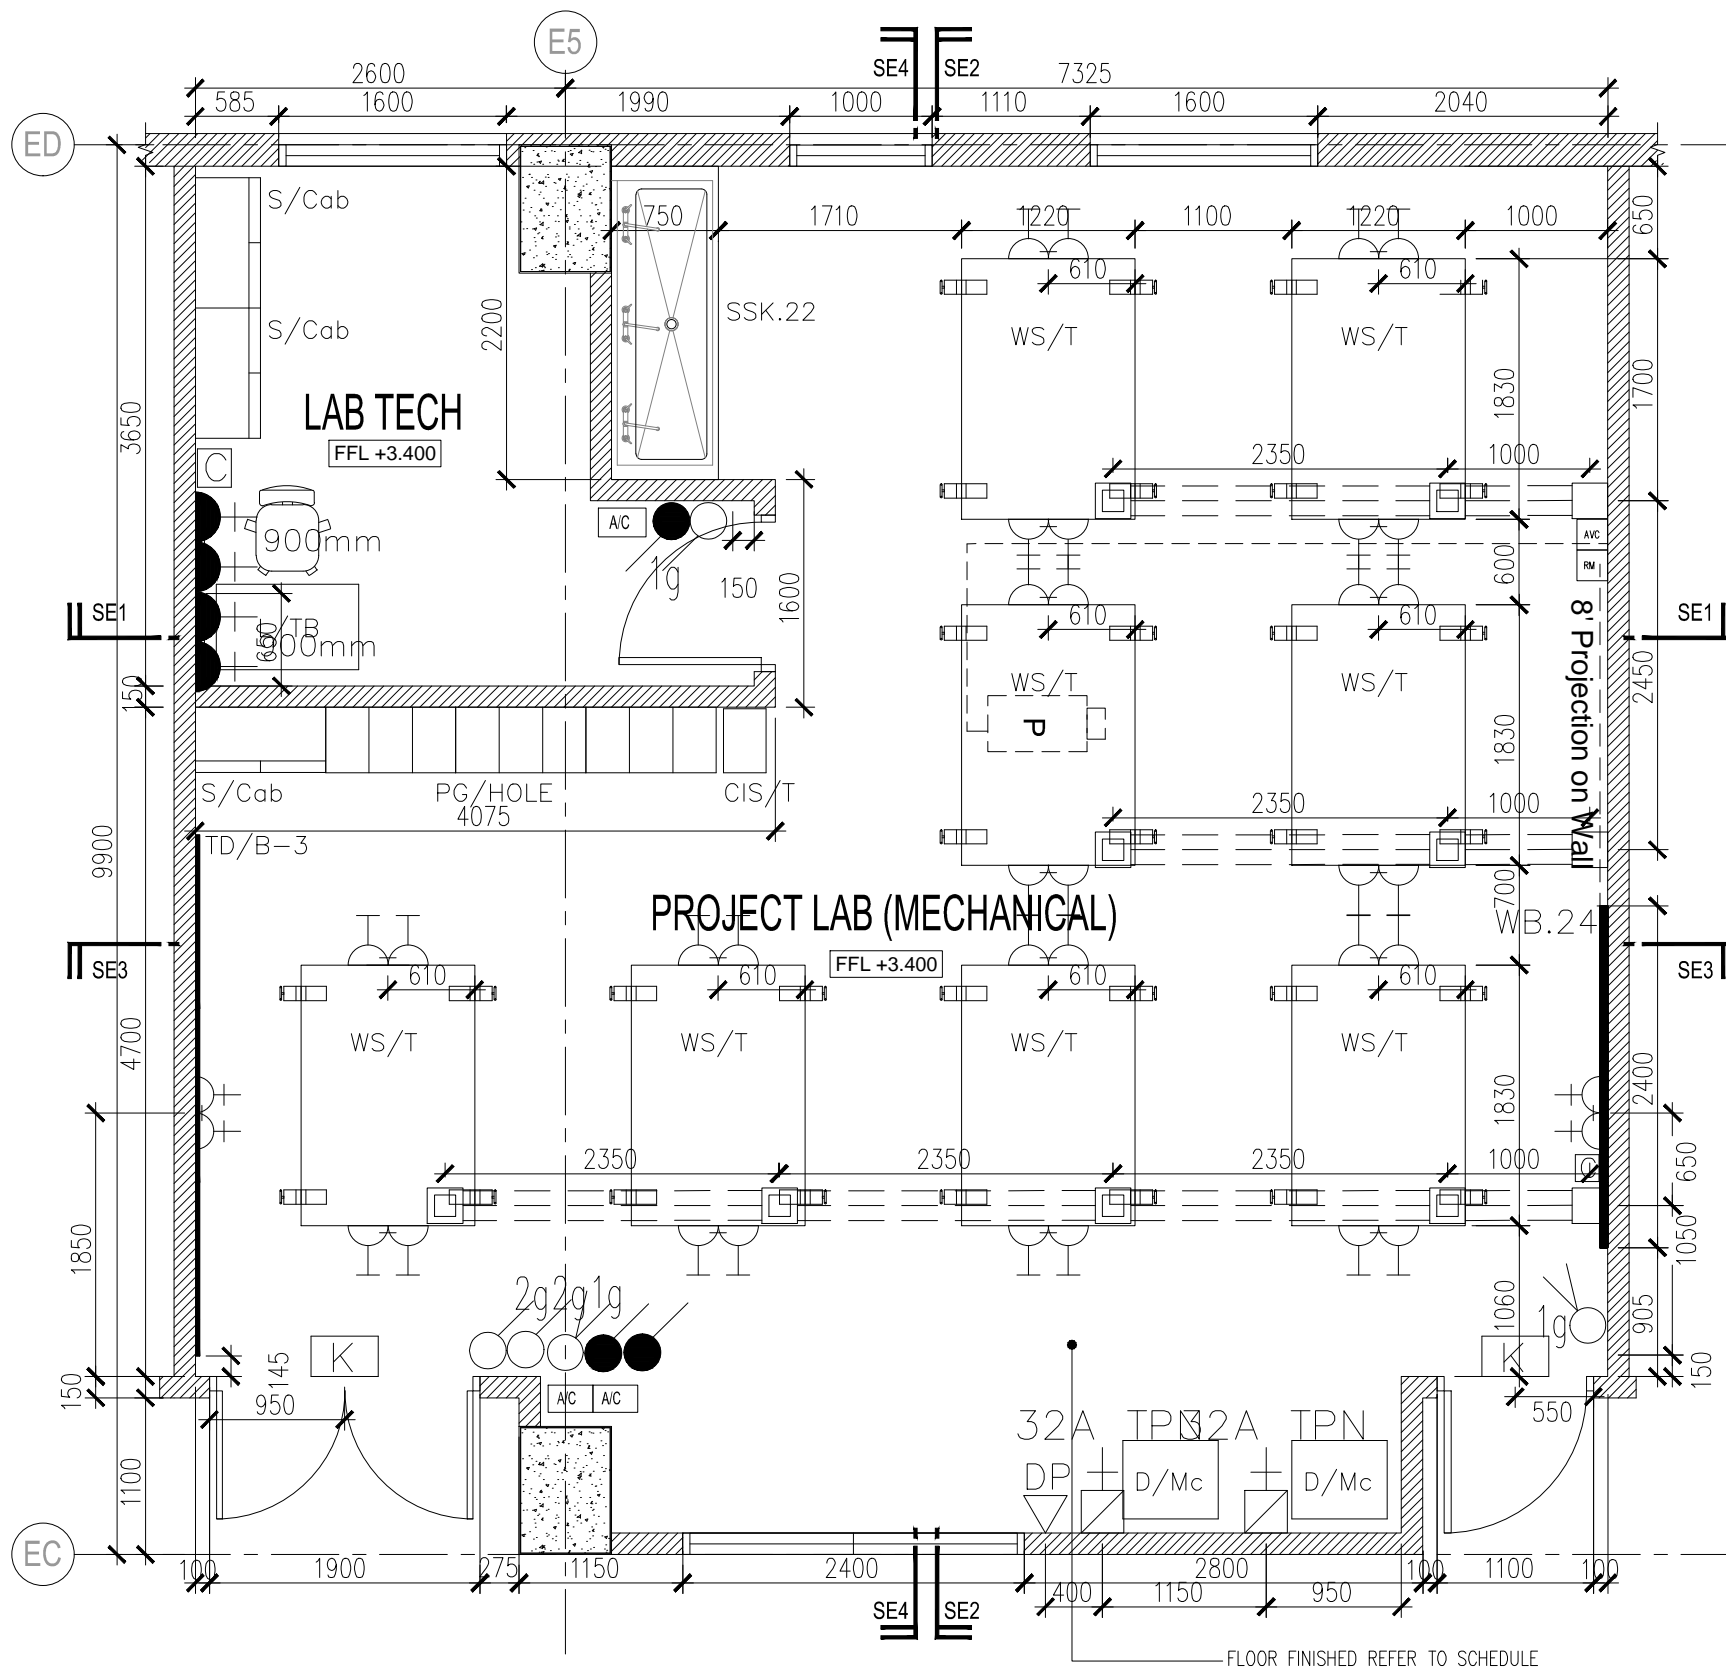 E5
SE4
SE2
2600
7325
585
1600
1990
1000
1110
1600
2040
ED
S/Cab
750
1710
1220
1100
1220
1000
650
610
610
S/Cab
2200
SSK.22
WS/T
WS/T
LAB TECH
FFL +3.400
3650
1830
1700
2350
1000
C
A/C
1g
900mm
150
1600
AVC
RM
600
SE1
SE1
650
S/TB
900mm
610
610
WS/T
WS/T
8' Projection on Wall
2450
150
P
1830
S/Cab
PG/HOLE
CIS/T
4075
2350
1000
TD/B-3
9900
PROJECT LAB (MECHANICAL)
FFL +3.400
700
WB.24
SE3
SE3
610
610
610
610
WS/T
WS/T
WS/T
WS/T
4700
1830
2400
2350
2350
2350
1000
C
650
1850
1050
2g
2g
1g
1060
1g
905
K
K
145
150
150
950
A/C
A/C
550
32A TPN
32A TPN
DP
D/Mc
D/Mc
1100
EC
100
1900
275
1150
2400
2800
100
1100
100
400
1150
950
SE4
SE2
FLOOR FINISHED REFER TO SCHEDULE